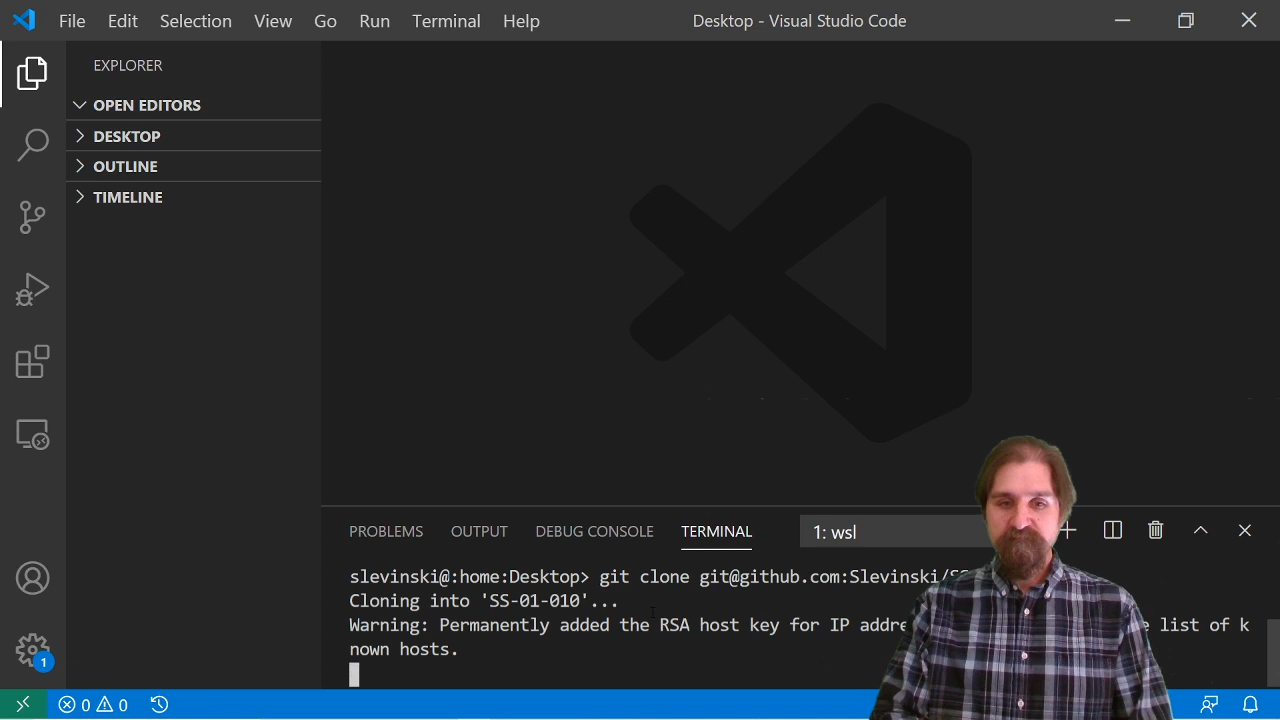 File Edit Selection View Go Run Terminal Help Desktop - Visual Studio Code
EXPLORER
OPEN EDITORS
DESKTOP
OUTLINE
TIMELINE
PROBLEMS OUTPUT DEBUG CONSOLE TERMINAL 1: wsl
slevinski@:home:Desktop> git clone git@github.com:Slevinski/
Cloning into 'SS-01-010'...
Warning: Permanently added the RSA host key for IP list of k
nown hosts.
1
0 0